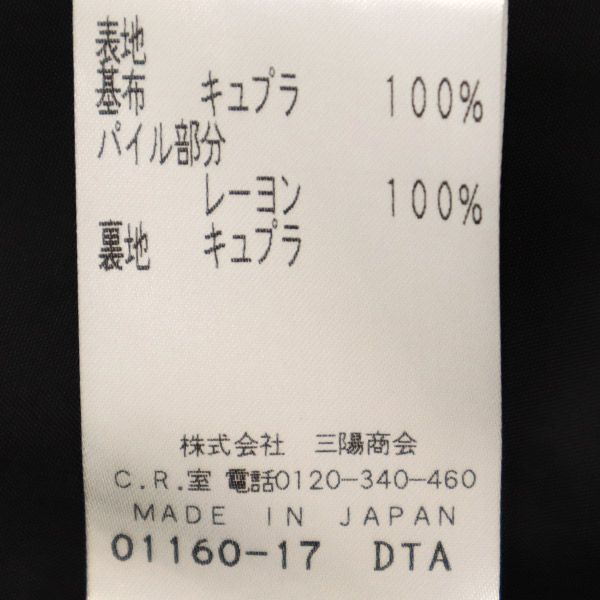 表地
基布 キュプラ 100%
パイル部分
レーヨン 100%
裏地 キュプラ
株式会社 三陽商会
C.R.室 電話0120-340-460
MADE IN JAPAN
01160-17 DTA